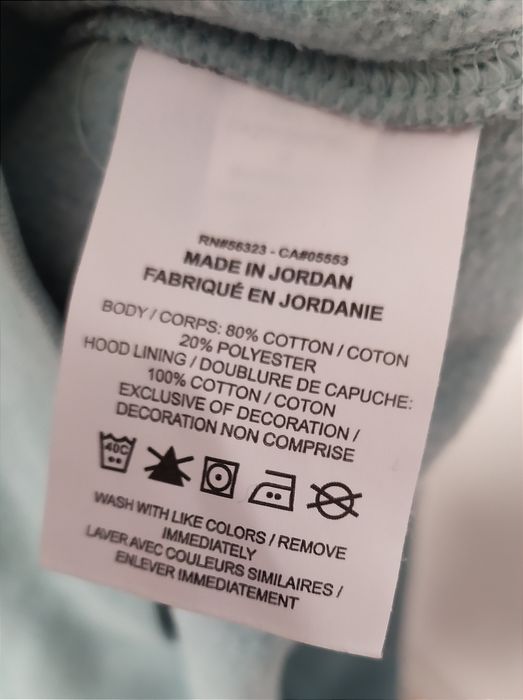 RN#56323 - CA#05553
MADE IN JORDAN
FABRIQUÉ EN JORDANIE
BODY / CORPS: 80% COTTON / COTON
20% POLYESTER
HOOD LINING / DOUBLURE DE CAPUCHE:
100% COTTON / COTON
EXCLUSIVE OF DECORATION /
DECORATION NON COMPRISE
40C
WASH WITH LIKE COLORS / REMOVE
IMMEDIATELY
LAVER AVEC COULEURS SIMILAIRES /
ENLEVER IMMEDIATEMENT